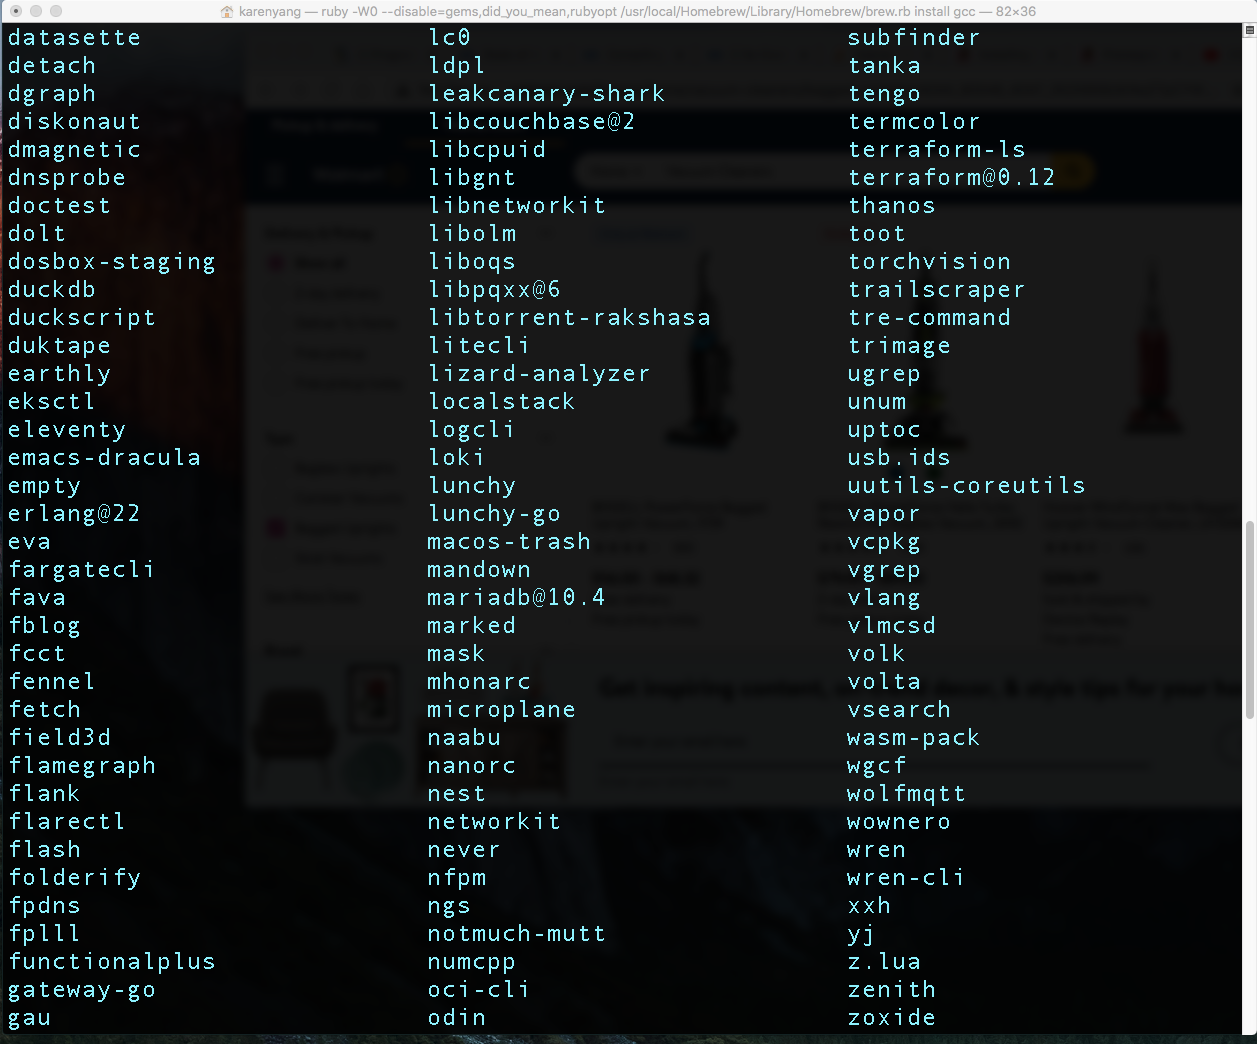 karenyang — ruby -W0 --disable=gems,did_you_mean,rubyopt /usr/local/Homebrew/Library/Homebrew/brew.rb install gcc — 82×36
datasette lc0 subfinder
detach ldpl tanka
dgraph leakcanary-shark tengo
diskonaut libcouchbase@2 termcolor
dmagnetic libcpuid terraform-ls
dnsprobe libgnt terraform@0.12
doctest libnetworkit thanos
dolt libolm toot
dosbox-staging liboqs torchvision
duckdb libpqxx@6 trailscraper
duckscript libtorrent-rakshasa tre-command
duktape litecli trimage
earthly lizard-analyzer ugrep
eksctl localstack unum
eleventy logcli uptoc
emacs-dracula loki usb.ids
empty lunchy uutils-coreutils
erlang@22 lunchy-go vapor
eva macos-trash vcpkg
fargatecli mandown vgrep
fava mariadb@10.4 vlang
fblog marked vlmcsd
fcct mask volk
fennel mhonarc volta
fetch microplane vsearch
field3d naabu wasm-pack
flamegraph nanorc wgcf
flank nest wolfmqtt
flarectl networkit wownero
flash never wren
folderify nfpm wren-cli
fpdns ngs xxh
fplll notmuch-mutt yj
functionalplus numcpp z.lua
gateway-go oci-cli zenith
gau odin zoxide